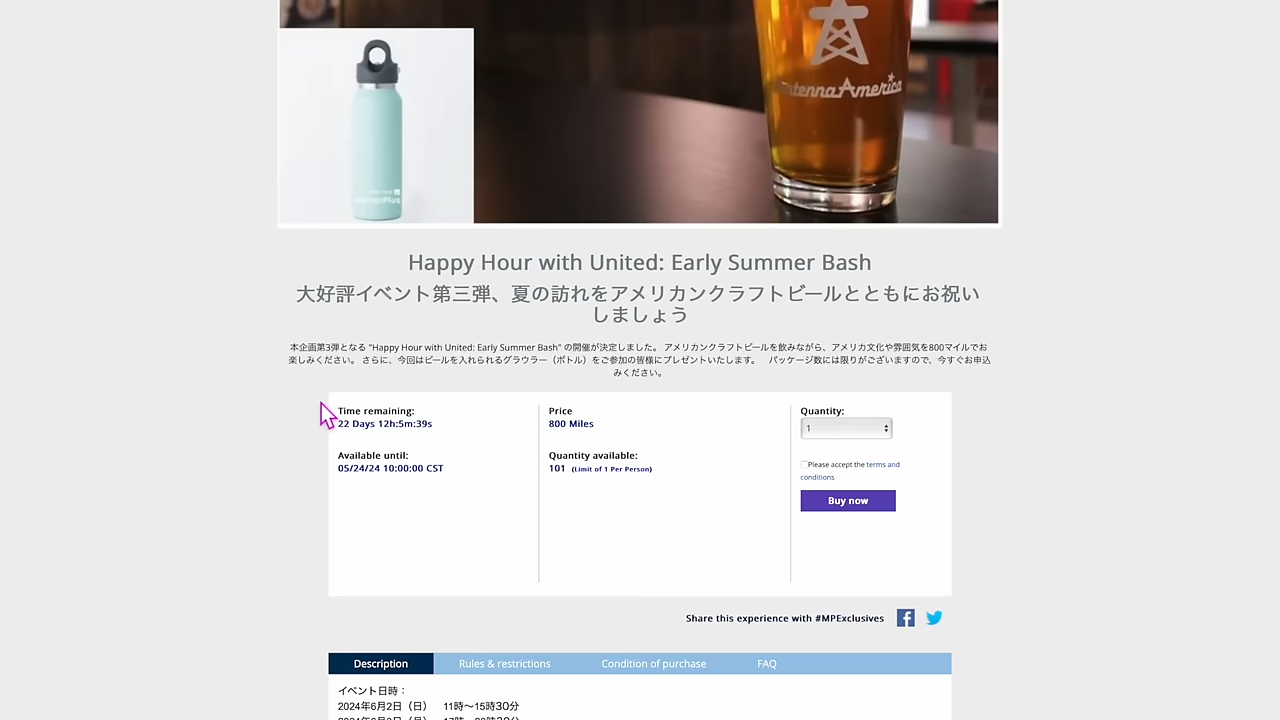 AntennaAmerica
UNITED
MileagePlus
Happy Hour with United: Early Summer Bash
大好評イベント第三弾、夏の訪れをアメリカンクラフトビールとともにお祝い
しましょう
本企画第3弾となる "Happy Hour with United: Early Summer Bash" の開催が決定しました。 アメリカンクラフトビールを飲みながら、アメリカ文化や雰囲気を800マイルでお
楽しみください。 さらに、今回はビールを入れられるグラウラー（ボトル）をご参加の皆様にプレゼントいたします。　パッケージ数には限りがございますので、今すぐお申込
みください。
Time remaining:
22 Days 12h:5m:39s
Available until:
05/24/24 10:00:00 CST
Price
800 Miles
Quantity available:
101 (Limit of 1 Per Person)
Quantity:
1
Please accept the terms and
conditions
Buy now
Share this experience with #MPExclusives
Description Rules & restrictions Condition of purchase FAQ
イベント日時：
2024年6月2日（日） 11時～15時30分